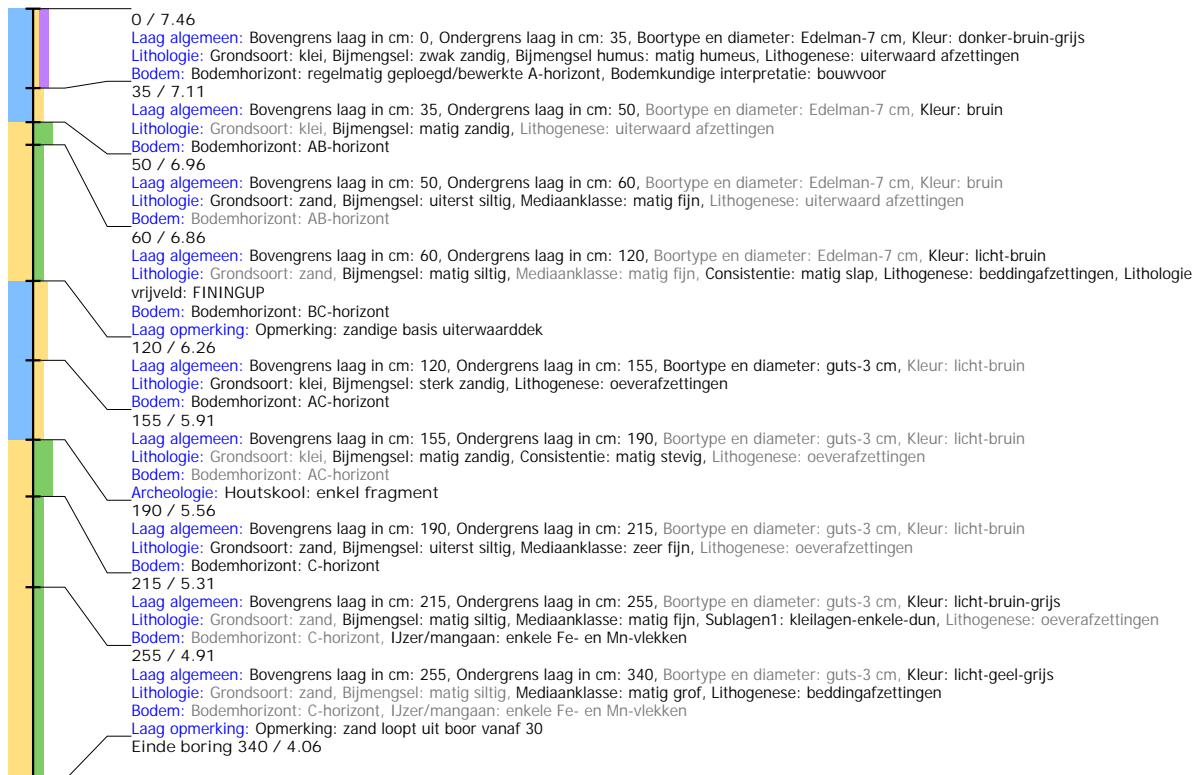 0 / 7.46
Laag algemeen: Bovengrens laag in cm: 0, Ondergrens laag in cm: 35, Boortype en diameter: Edelman-7 cm, Kleur: donker-bruin-grijs
Lithologie: Grondsoort: klei, Bijmengsel: zwak zandig, Bijmengsel humus: matig humeus, Lithogenese: uiterwaard afzettingen
Bodem: Bodemhorizont: regelmatig geploegd/bewerkte A-horizont, Bodemkundige interpretatie: bouwvoor
35 / 7.11
Laag algemeen: Bovengrens laag in cm: 35, Ondergrens laag in cm: 50, Boortype en diameter: Edelman-7 cm, Kleur: bruin
Lithologie: Grondsoort: klei, Bijmengsel: matig zandig, Lithogenese: uiterwaard afzettingen
Bodem: Bodemhorizont: AB-horizont
50 / 6.96
Laag algemeen: Bovengrens laag in cm: 50, Ondergrens laag in cm: 60, Boortype en diameter: Edelman-7 cm, Kleur: bruin
Lithologie: Grondsoort: zand, Bijmengsel: uiterst siltig, Mediaanklasse: matig fijn, Lithogenese: uiterwaard afzettingen
Bodem: Bodemhorizont: AB-horizont
60 / 6.86
Laag algemeen: Bovengrens laag in cm: 60, Ondergrens laag in cm: 120, Boortype en diameter: Edelman-7 cm, Kleur: licht-bruin
Lithologie: Grondsoort: zand, Bijmengsel: matig siltig, Mediaanklasse: matig fijn, Consistentie: matig slap, Lithogenese: beddingafzettingen, Lithologie
vrijveld: FININGUP
Bodem: Bodemhorizont: BC-horizont
Laag opmerking: Opmerking: zandige basis uiterwaarddek
120 / 6.26
Laag algemeen: Bovengrens laag in cm: 120, Ondergrens laag in cm: 155, Boortype en diameter: guts-3 cm, Kleur: licht-bruin
Lithologie: Grondsoort: klei, Bijmengsel: sterk zandig, Lithogenese: oeverafzettingen
Bodem: Bodemhorizont: AC-horizont
155 / 5.91
Laag algemeen: Bovengrens laag in cm: 155, Ondergrens laag in cm: 190, Boortype en diameter: guts-3 cm, Kleur: licht-bruin
Lithologie: Grondsoort: klei, Bijmengsel: matig zandig, Consistentie: matig stevig, Lithogenese: oeverafzettingen
Bodem: Bodemhorizont: AC-horizont
Archeologie: Houtskool: enkel fragment
190 / 5.56
Laag algemeen: Bovengrens laag in cm: 190, Ondergrens laag in cm: 215, Boortype en diameter: guts-3 cm, Kleur: licht-bruin
Lithologie: Grondsoort: zand, Bijmengsel: uiterst siltig, Mediaanklasse: zeer fijn, Lithogenese: oeverafzettingen
Bodem: Bodemhorizont: C-horizont
215 / 5.31
Laag algemeen: Bovengrens laag in cm: 215, Ondergrens laag in cm: 255, Boortype en diameter: guts-3 cm, Kleur: licht-bruin-grijs
Lithologie: Grondsoort: zand, Bijmengsel: matig siltig, Mediaanklasse: matig fijn, Sublagen1: kleilagen-enkele-dun, Lithogenese: oeverafzettingen
Bodem: Bodemhorizont: C-horizont, IJzer/mangaan: enkele Fe- en Mn-vlekken
255 / 4.91
Laag algemeen: Bovengrens laag in cm: 255, Ondergrens laag in cm: 340, Boortype en diameter: guts-3 cm, Kleur: licht-geel-grijs
Lithologie: Grondsoort: zand, Bijmengsel: matig siltig, Mediaanklasse: matig grof, Lithogenese: beddingafzettingen
Bodem: Bodemhorizont: C-horizont, IJzer/mangaan: enkele Fe- en Mn-vlekken
Laag opmerking: Opmerking: zand loopt uit boor vanaf 30
Einde boring 340 / 4.06